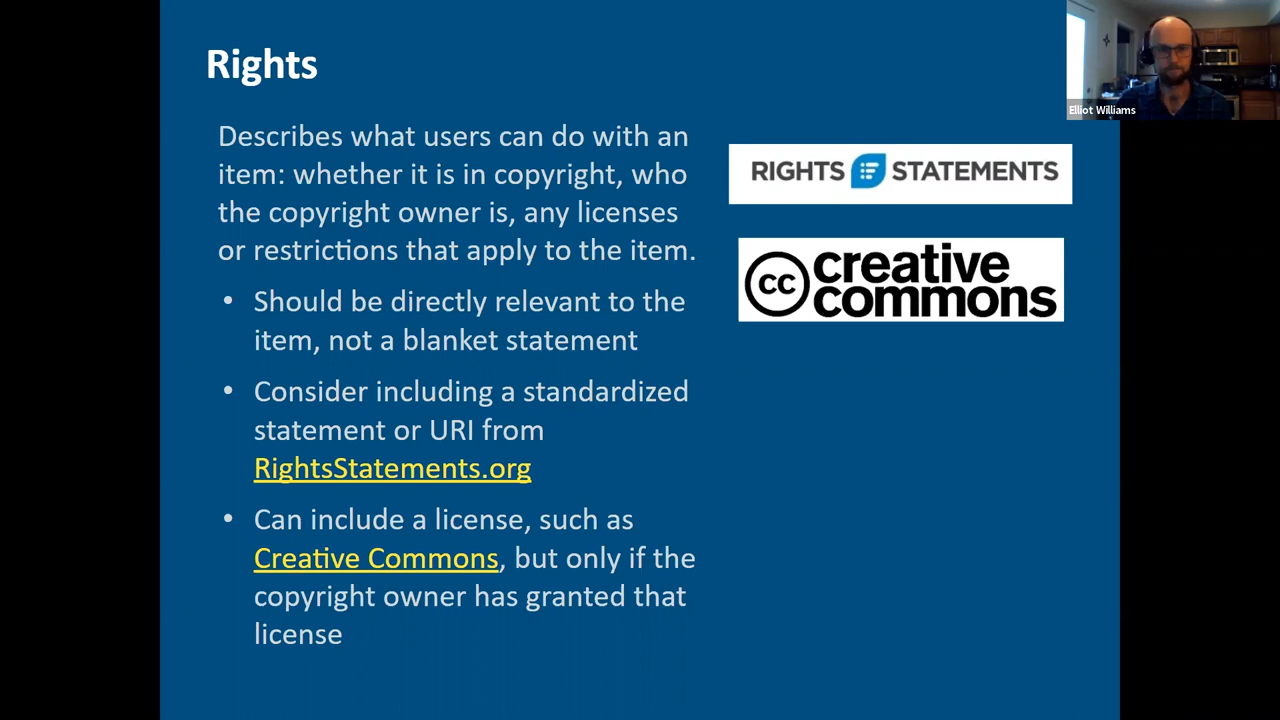 Rights
Describes what users can do with an
item: whether it is in copyright, who
the copyright owner is, any licenses
or restrictions that apply to the item.
• Should be directly relevant to the
item, not a blanket statement
• Consider including a standardized
statement or URI from
RightsStatements.org
• Can include a license, such as
Creative Commons, but only if the
copyright owner has granted that
license
RIGHTS STATEMENTS
cc creative
commons
Elliot Williams